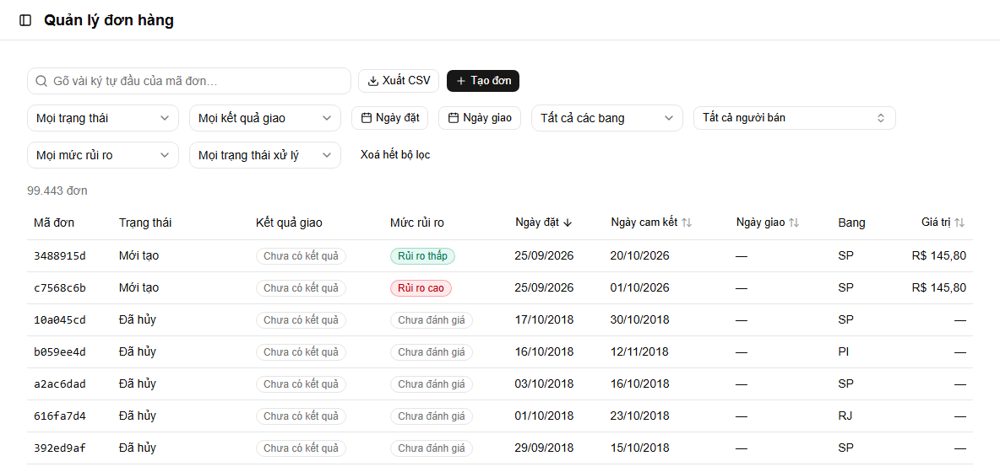 Quản lý đơn hàng
Gõ vài ký tự đầu của mã đơn…
Xuất CSV
Tạo đơn
Mọi trạng thái
Mọi kết quả giao
Ngày đặt
Ngày giao
Tất cả các bang
Tất cả người bán
Mọi mức rủi ro
Mọi trạng thái xử lý
Xoá hết bộ lọc
99.443 đơn
Mã đơn Trạng thái Kết quả giao Mức rủi ro Ngày đặt Ngày cam kết Ngày giao Bang Giá trị
3488915d Mới tạo Chưa có kết quả Rủi ro thấp 25/09/2026 20/10/2026 — SP R$ 145,80
c7568c6b Mới tạo Chưa có kết quả Rủi ro cao 25/09/2026 01/10/2026 — SP R$ 145,80
10a045cd Đã hủy Chưa có kết quả Chưa đánh giá 17/10/2018 30/10/2018 — SP —
b059ee4d Đã hủy Chưa có kết quả Chưa đánh giá 16/10/2018 12/11/2018 — PI —
a2ac6dad Đã hủy Chưa có kết quả Chưa đánh giá 03/10/2018 16/10/2018 — SP —
616fa7d4 Đã hủy Chưa có kết quả Chưa đánh giá 01/10/2018 23/10/2018 — RJ —
392ed9af Đã hủy Chưa có kết quả Chưa đánh giá 29/09/2018 15/10/2018 — SP —